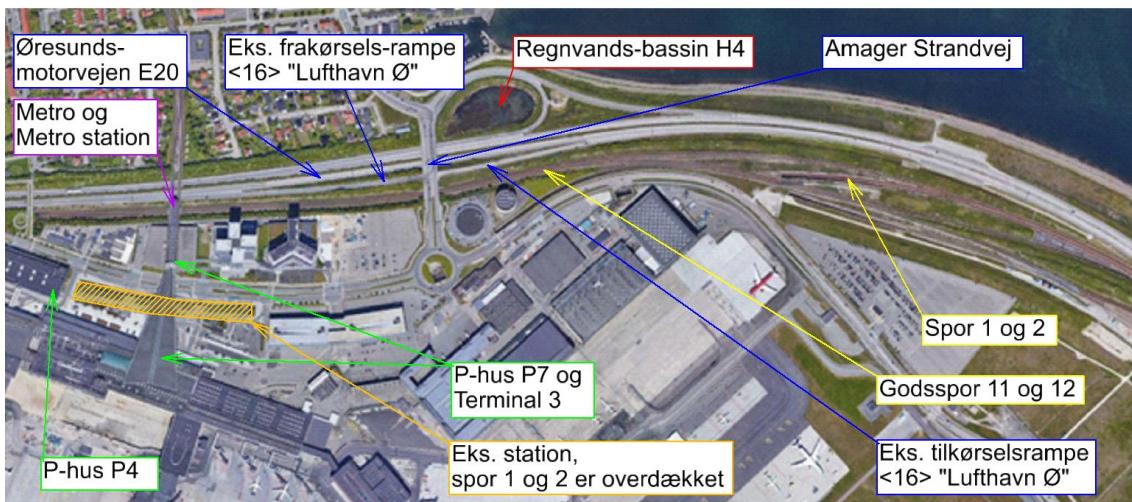 Øresunds-
motorvejen E20
Eks. frakørsels-rampe
<16> "Lufthavn Ø"
Regnvands-bassin H4
Amager Strandvej
Metro og
Metro station
Spor 1 og 2
P-hus P7 og
Terminal 3
Godsspor 11 og 12
P-hus P4
Eks. station,
spor 1 og 2 er overdækket
Eks. tilkørselsrampe
<16> "Lufthavn Ø"